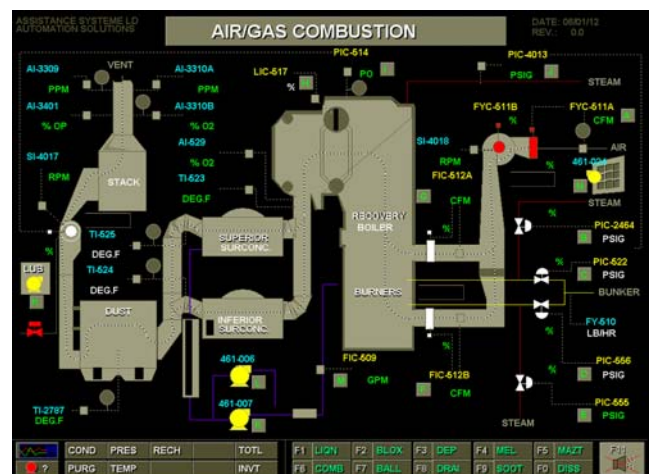 ASSISTANCE SYSTEME LD
AUTOMATION SOLUTIONS
AIR/GAS COMBUSTION
DATE: 06/01/12
REV.: 0.0
PIC-514
PIC-4013
AI-3309
VENT
AI-3310A
LIC-517
PO
PSIG
STEAM
PPM
PPM
%
AI-3401
AI-3310B
FYC-511B
FYC-511A
% OP
% O2
%
CFM
AI-529
SI-4018
AIR
SI-4017
% O2
RPM
%
461-024
RPM
STACK
TI-523
FIC-512A
DEG.F
CFM
STEAM
TI-525
RECOVERY
BOILER
PIC-2464
%
DEG.F
SUPERIOR
SURCONC.
%
%
PSIG
LUB
TI-524
PIC-522
DEG.F
%
PSIG
BURNERS
BUNKER
DUST
INFERIOR
SURCONC.
%
FY-510
LB/HR
461-006
FIC-509
%
PIC-556
FIC-512B
PSIG
GPM
CFM
461-007
%
PIC-555
TI-2787
DEG.F
STEAM
PSIG
COND PRES RECH TOTL F1 LIQN F2 BLOX F3 DEP F4 MEL F5 MAZT
? PURG TEMP INVT F6 COMB F7 BALL F8 DRAI F9 SOOT F0 DISS